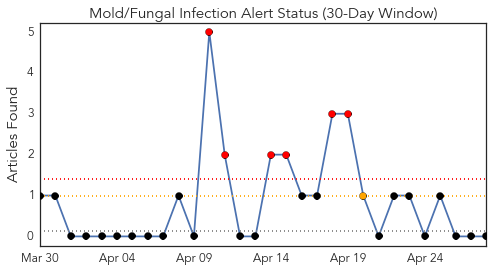 Mold/Fungal Infection Alert Status (30-Day Window)
Articles Found
5
4
3
2
1
0
Mar 30 Apr 04 Apr 09 Apr 14 Apr 19 Apr 24